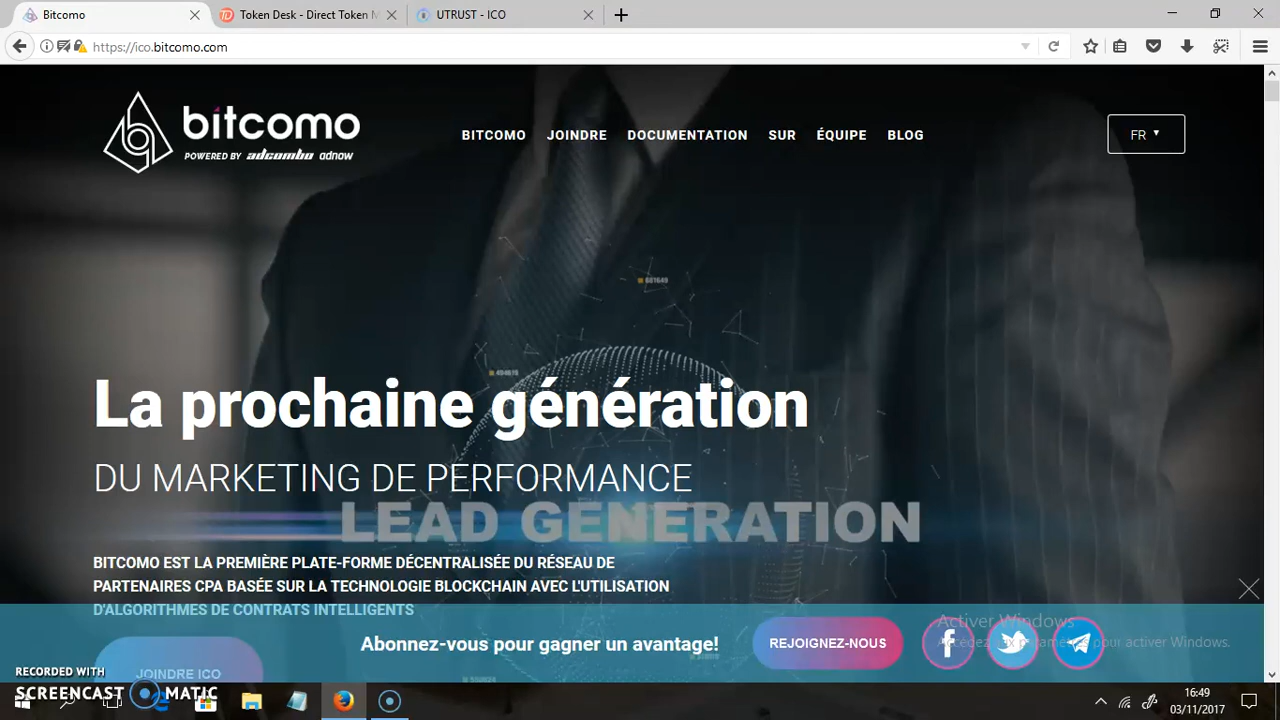 Bitcomo
Token Desk - Direct Token M
UTRUST - ICO
https://ico.bitcomo.com
bitcomo
POWERED BY adcombo adnow
BITCOMO JOINDRE DOCUMENTATION SUR ÉQUIPE BLOG
FR
881649
La prochaine génération
DU MARKETING DE PERFORMANCE
LEAD GENERATION
BITCOMO EST LA PREMIÈRE PLATE-FORME DÉCENTRALISÉE DU RÉSEAU DE
PARTENAIRES CPA BASÉE SUR LA TECHNOLOGIE BLOCKCHAIN AVEC L'UTILISATION
D'ALGORITHMES DE CONTRATS INTELLIGENTS
Activer Windows
Accédez aux paramètres pour activer Windows.
Abonnez-vous pour gagner un avantage!
REJOIGNEZ-NOUS
JOINDRE ICO
RECORDED WITH
SCREENCAST MATIC
16:49
03/11/2017